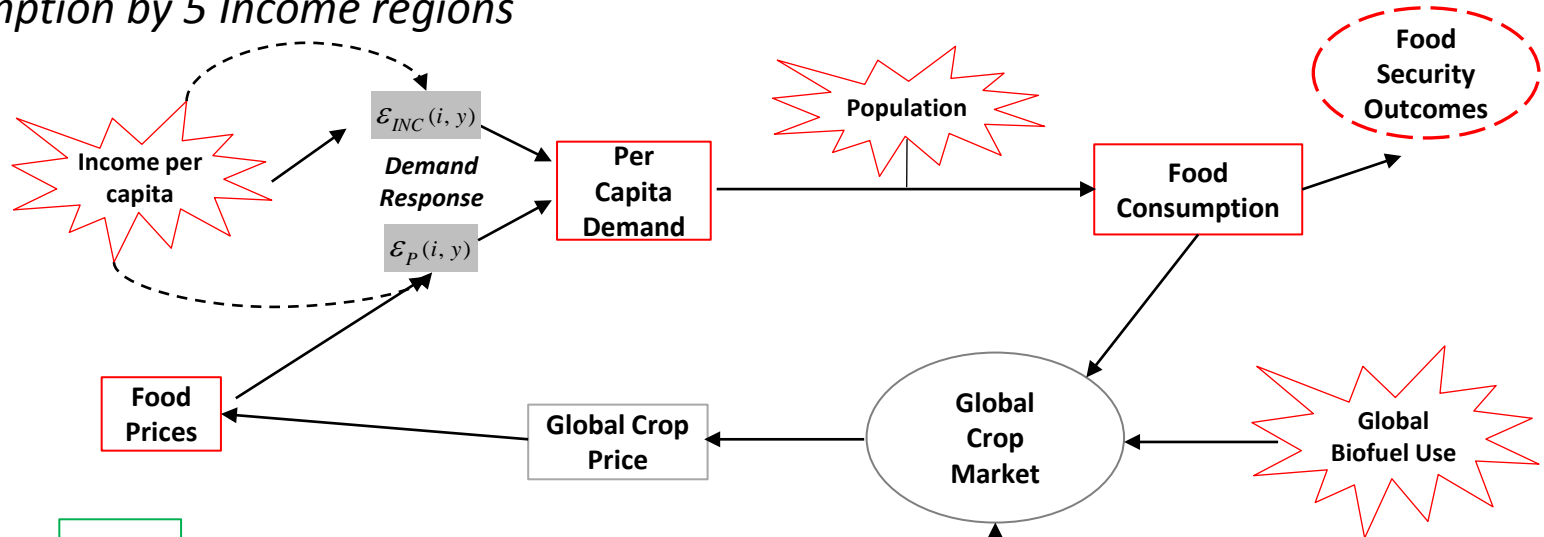 mption by 5 Income regions
Food
Security
Outcomes
Income per
capita
ε_INC(i, y)
Demand
Response
ε_P(i, y)
Per
Capita
Demand
Population
Food
Consumption
Food
Prices
Global Crop
Price
Global
Crop
Market
Global
Biofuel Use